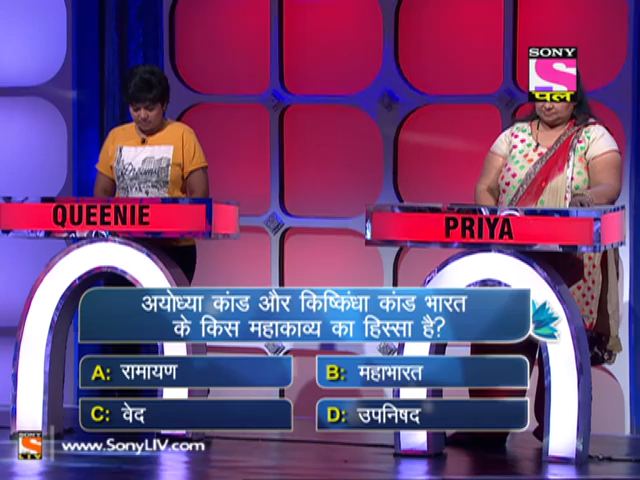 SONY
S
पल
QUEENIE
PRIYA
अयोध्या कांड और किष्किंधा कांड भारत
के किस महाकाव्य का हिस्सा है?
A: रामायण
B: महाभारत
C: वेद
D: उपनिषद
S
www.SonyLIV.com